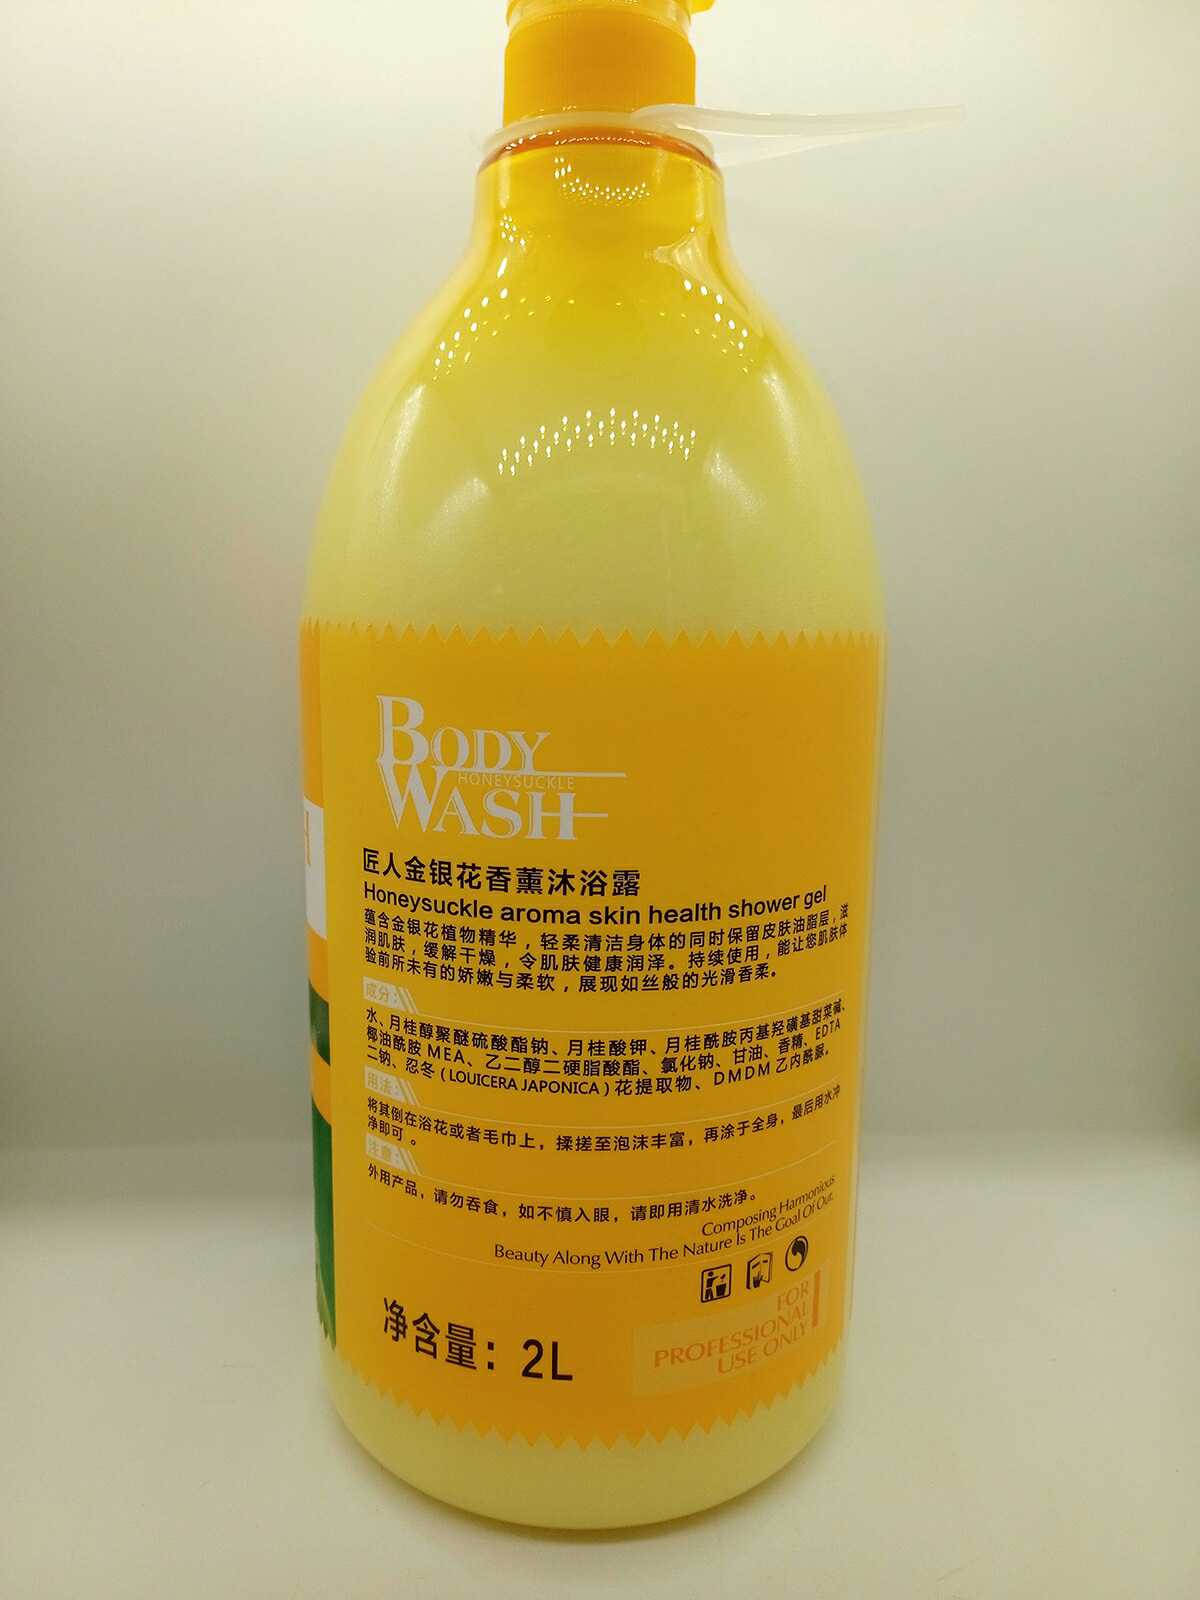 BODY
HONEYSUCKLE
WASH
匠人金银花香薰沐浴露
Honeysuckle aroma skin health shower gel
蕴含金银花植物精华，轻柔清洁身体的同时保留皮肤油脂层，滋
润肌肤，缓解干燥，令肌肤健康润泽。持续使用，能让您肌肤体
验前所未有的娇嫩与柔软，展现如丝般的光滑香柔。
成分：
水、月桂醇聚醚硫酸酯钠、月桂酸钾、月桂酰胺丙基羟磺基甜菜碱、
椰油酰胺 MEA、乙二醇二硬脂酸酯、氯化钠、甘油、香精、EDTA
二钠、忍冬 ( LOUICERA JAPONICA ) 花提取物、DMDM 乙内酰脲。
用法：
将其倒在浴花或者毛巾上，揉搓至泡沫丰富，再涂于全身，最后用水冲
净即可 。
注意：
外用产品，请勿吞食，如不慎入眼，请即用清水洗净。
Composing Harmonious
Beauty Along With The Nature Is The Goal Of Our.
FOR
PROFESSIONAL
USE ONLY
净含量：2L
H